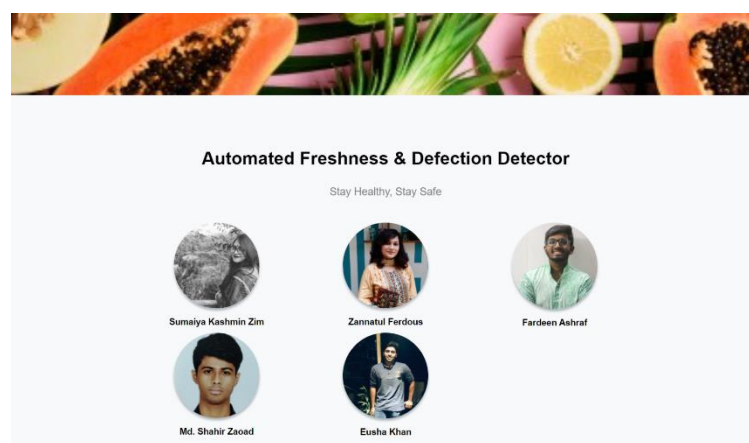 Automated Freshness & Defection Detector
Stay Healthy, Stay Safe
Sumaiya Kashmin Zim
Zannatul Ferdous
Fardeen Ashraf
Md. Shahir Zaoad
Eusha Khan